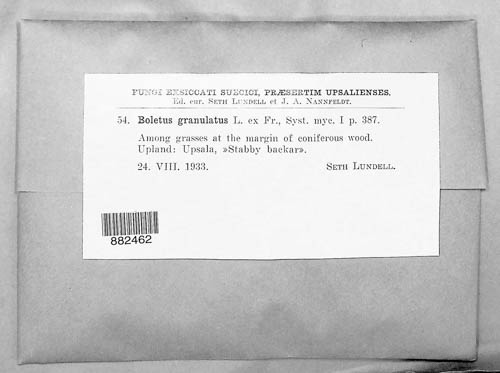 FUNGI EXSICCATI SUECICI, PRÆSERTIM UPSALIENSES.
Ed. cur. SETH LUNDELL et J. A. NANNFELDT.
54. Boletus granulatus L. ex Fr., Syst. myc. I p. 387.
Among grasses at the margin of coniferous wood.
Upland: Upsala, »Stabby backar».
24. VIII. 1933. SETH LUNDELL.
882462